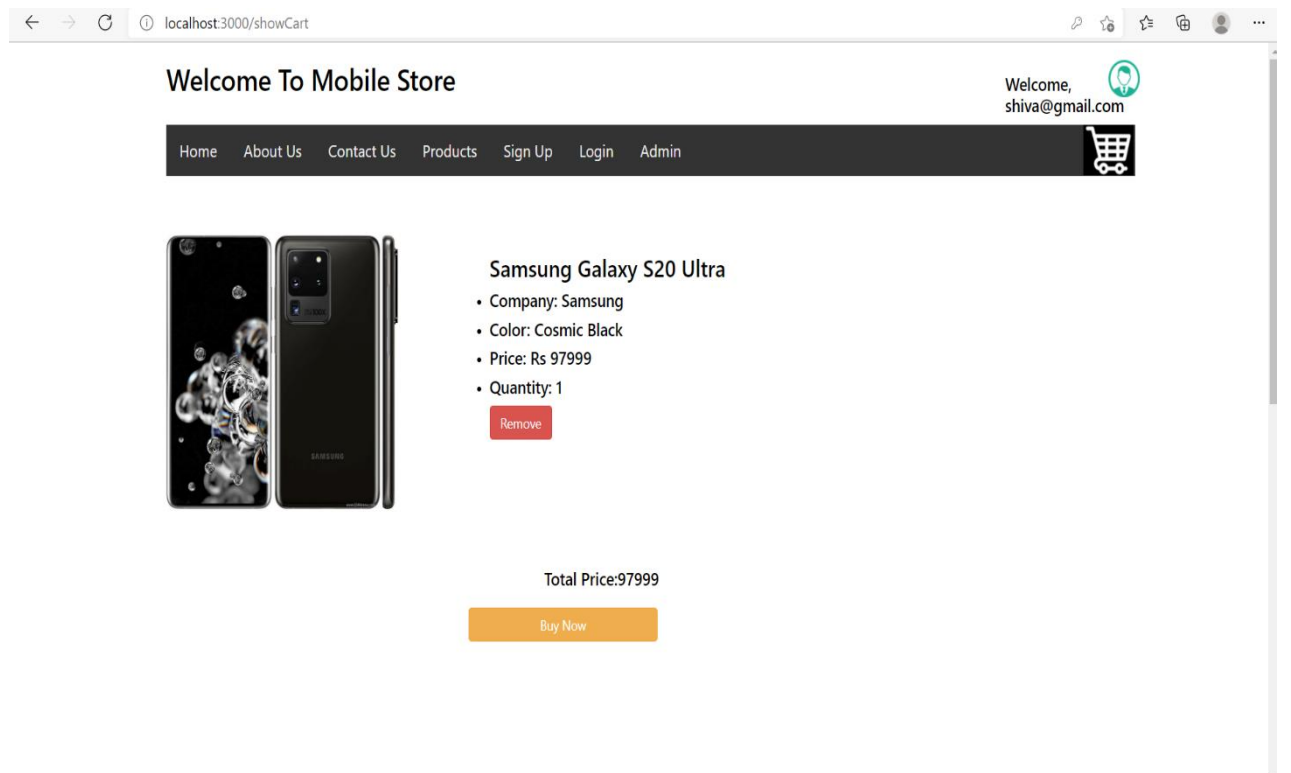 localhost:3000/showCart
Welcome To Mobile Store
Welcome,
shiva@gmail.com
Home About Us Contact Us Products Sign Up Login Admin
Samsung Galaxy S20 Ultra
• Company: Samsung
• Color: Cosmic Black
• Price: Rs 97999
• Quantity: 1
Remove
SAMSUNG
Total Price:97999
Buy Now